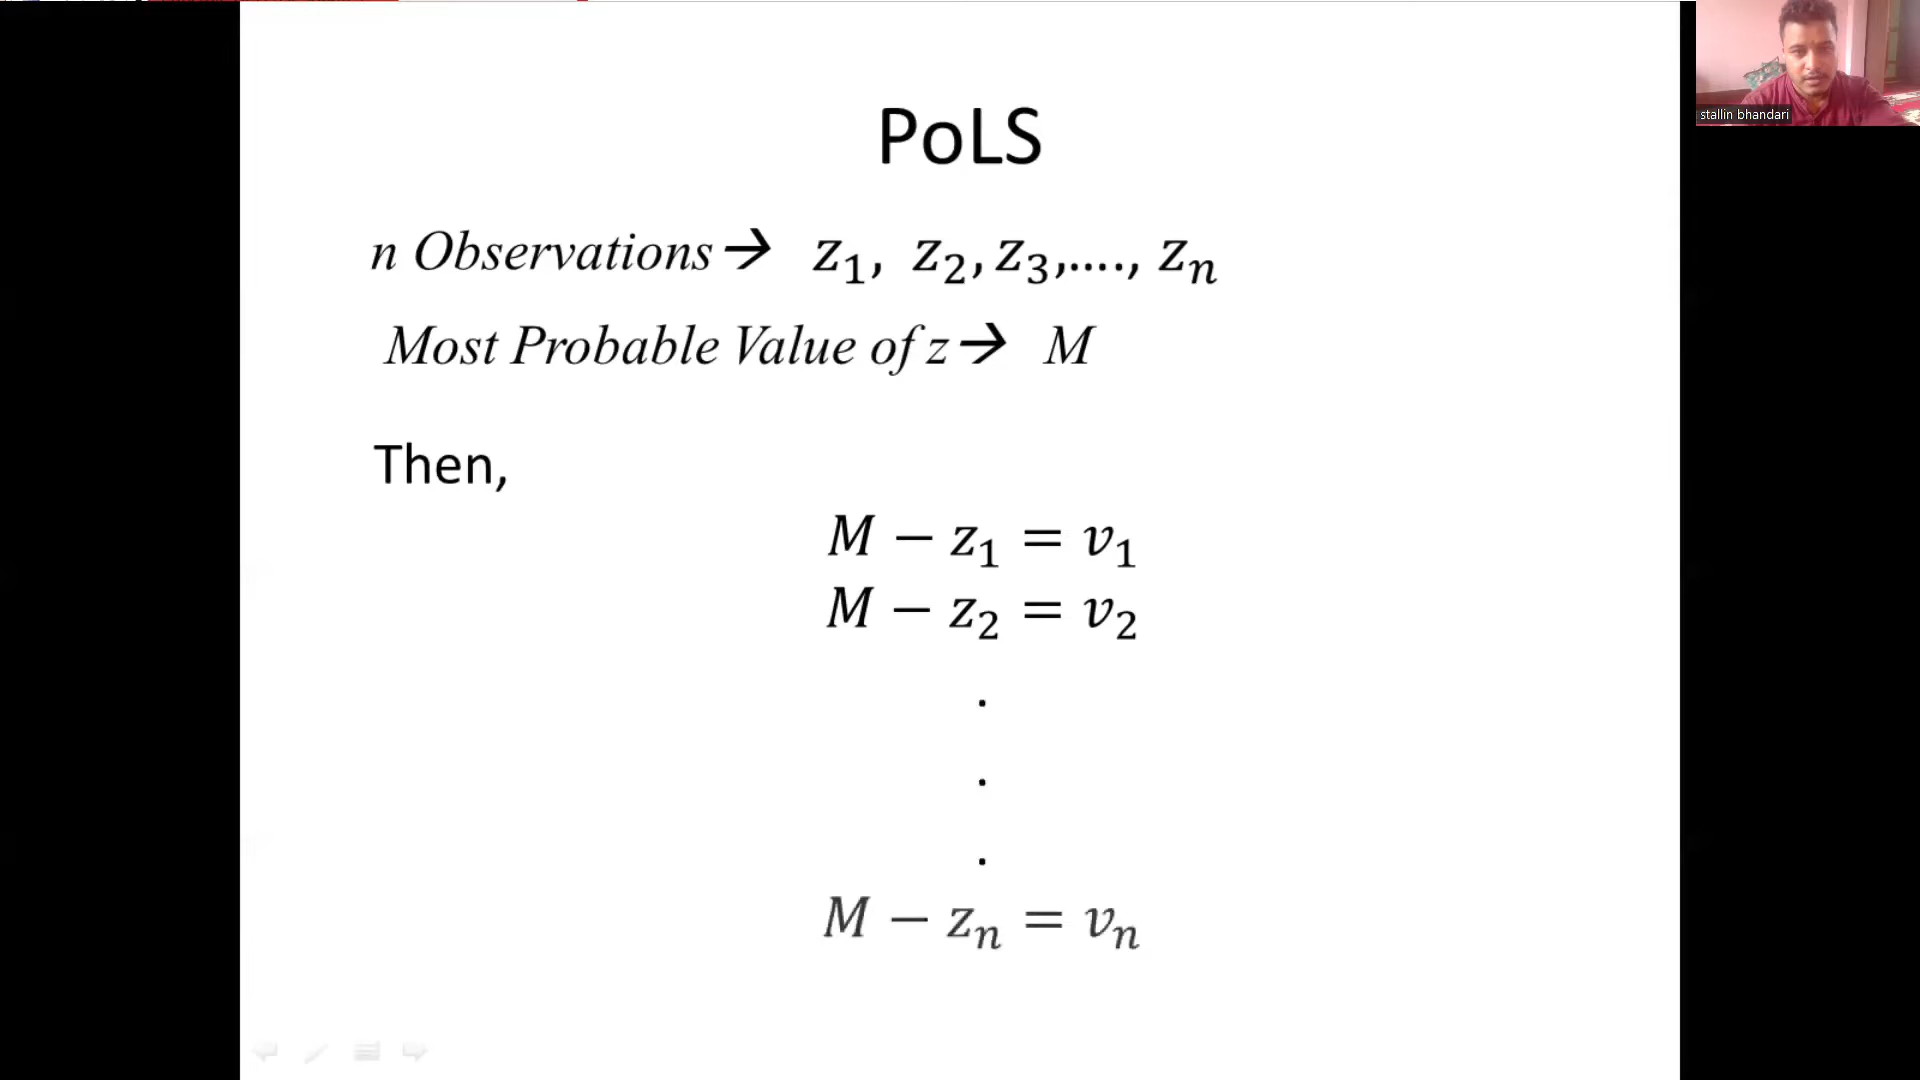 PoLS
stallin bhandari
n Observations→ z₁, z₂,z₃,...., zₙ
Most Probable Value of z→ M
Then,
M − z₁ = v₁
M − z₂ = v₂
.
.
.
M − zₙ = vₙ